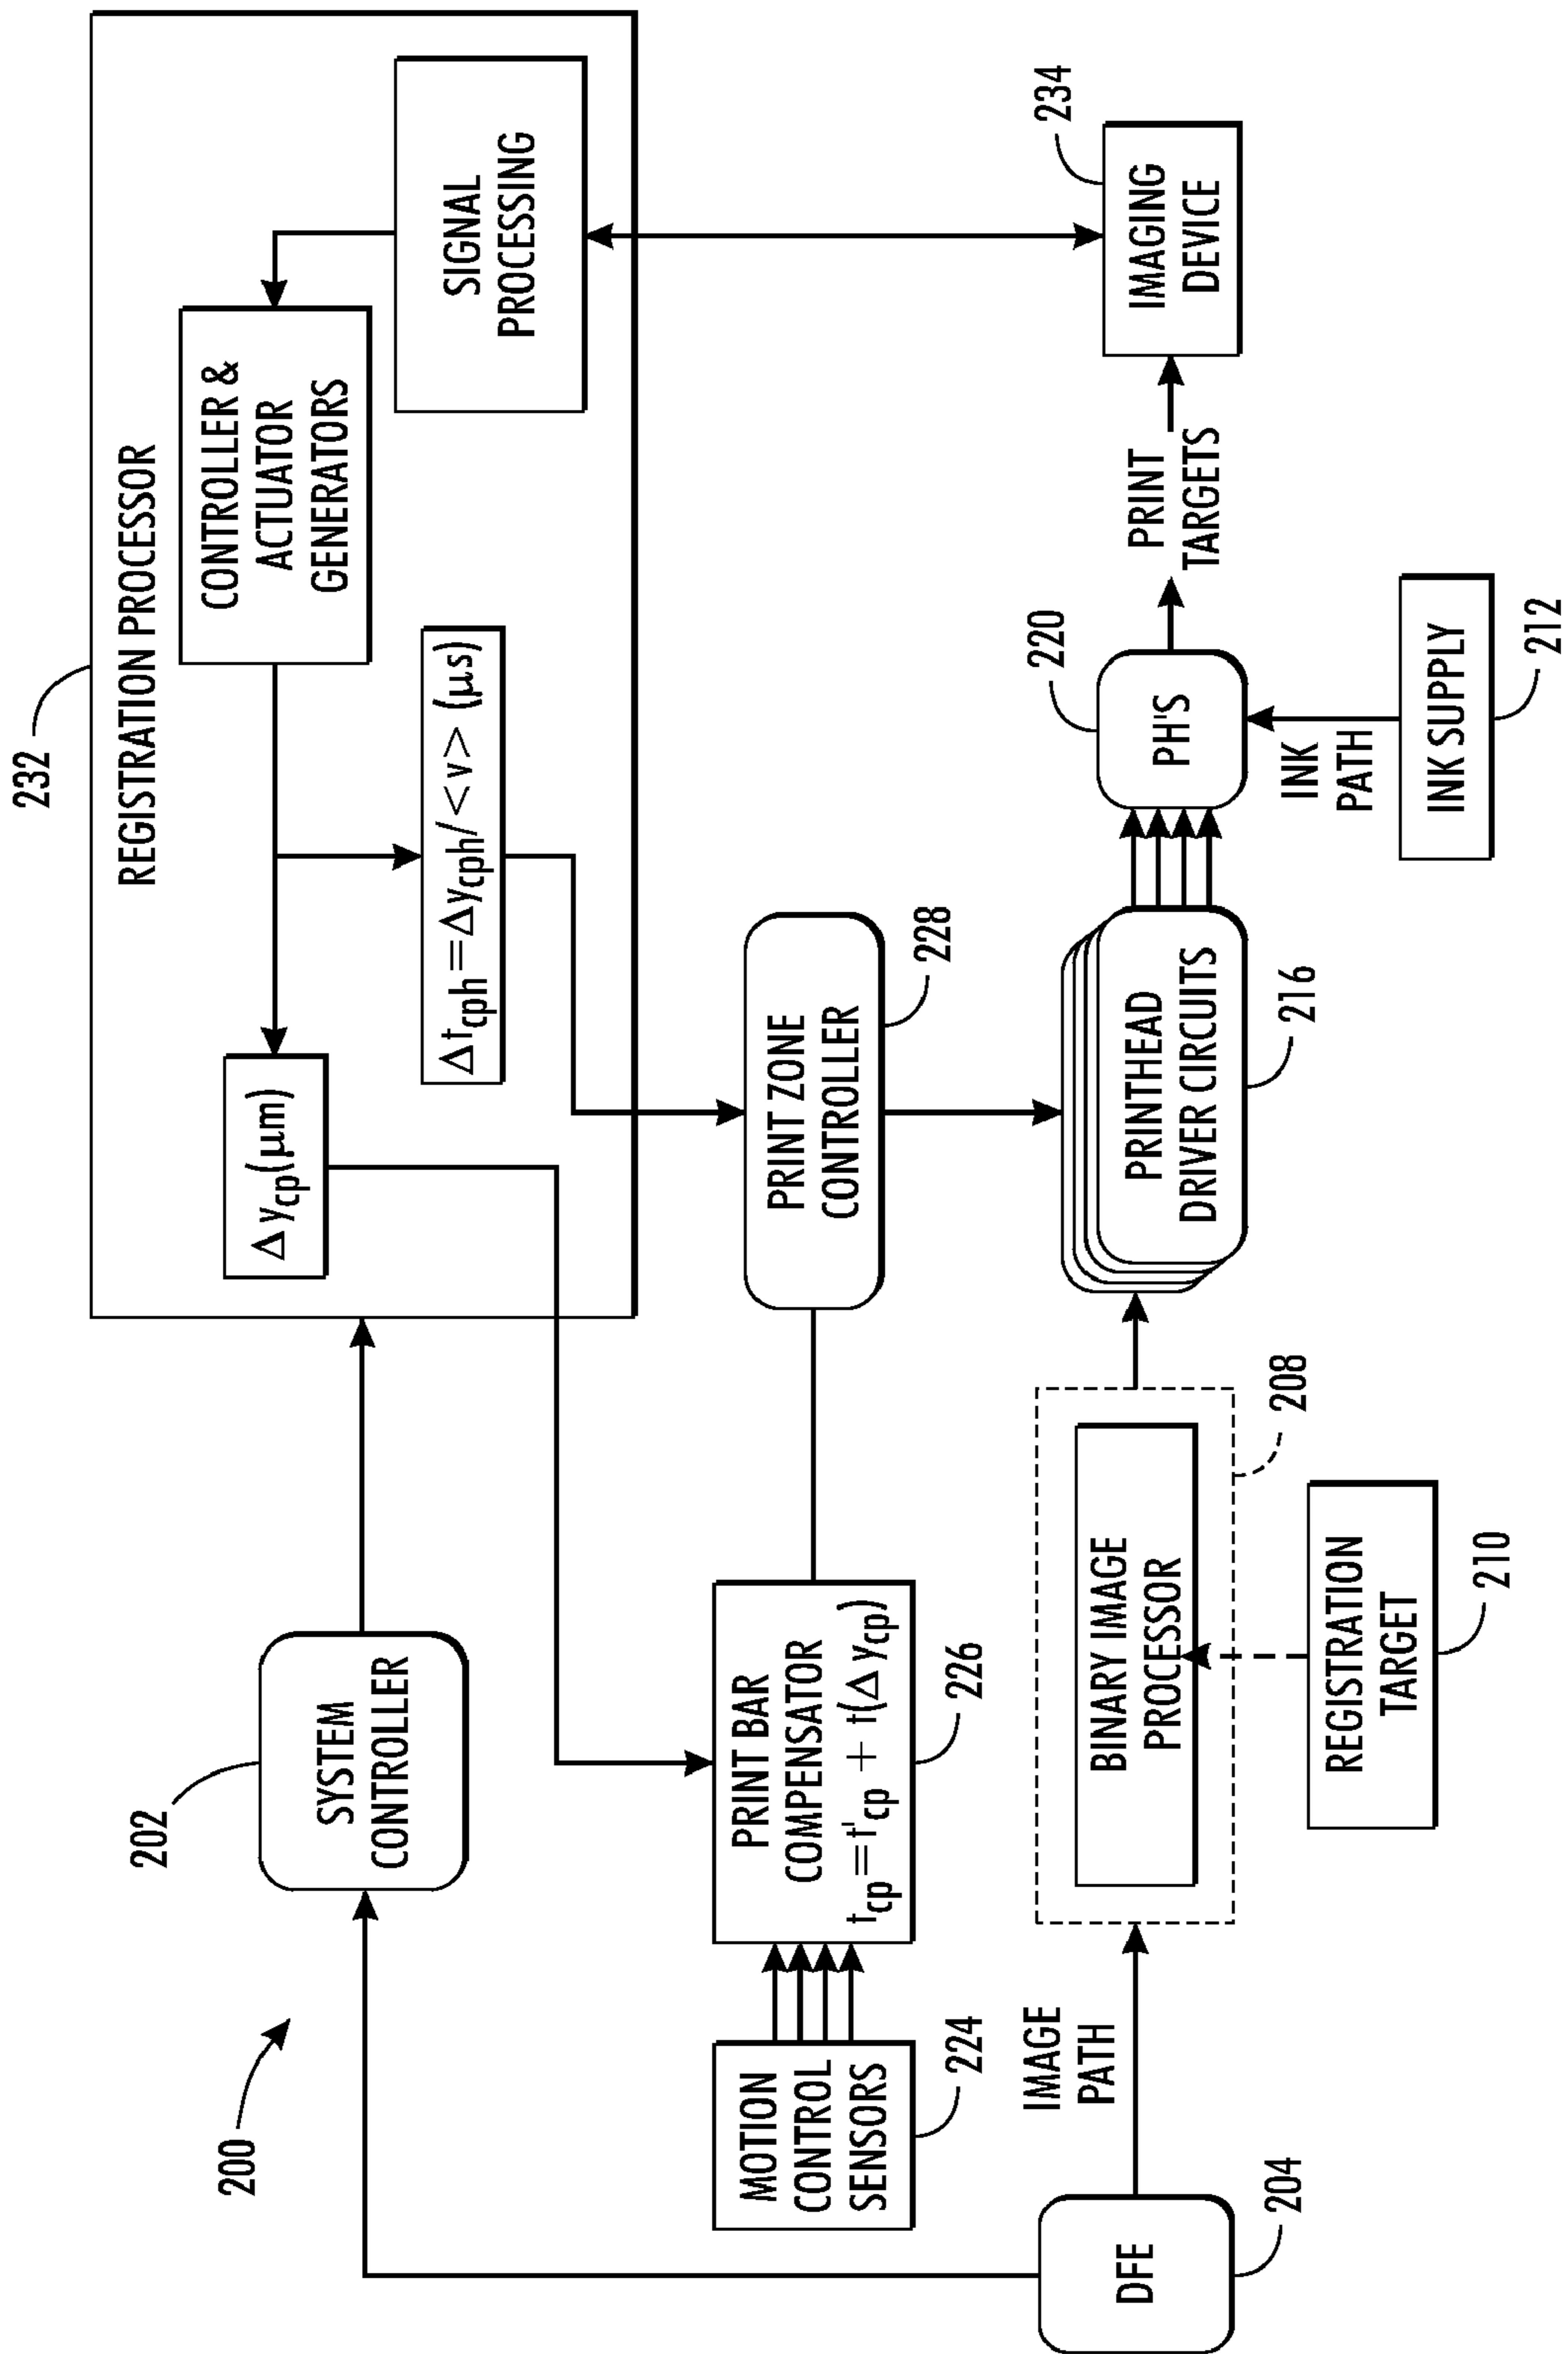 232
REGISTRATION PROCESSOR
CONTROLLER &
ACTUATOR
GENERATORS
SIGNAL
PROCESSING
Δy_cp(μm)
Δt_cph=Δy_cph/<v> (μs)
202
SYSTEM
CONTROLLER
200
MOTION
CONTROL
SENSORS
224
PRINT BAR
COMPENSATOR
t_cp=t'_cp + t(Δy_cp)
226
PRINT ZONE
CONTROLLER
228
234
IMAGING
DEVICE
DFE
204
IMAGE
PATH
BINARY IMAGE
PROCESSOR
208
REGISTRATION
TARGET
210
PRINTHEAD
DRIVER CIRCUITS
216
220
PH'S
INK
PATH
INK SUPPLY
212
PRINT
TARGETS